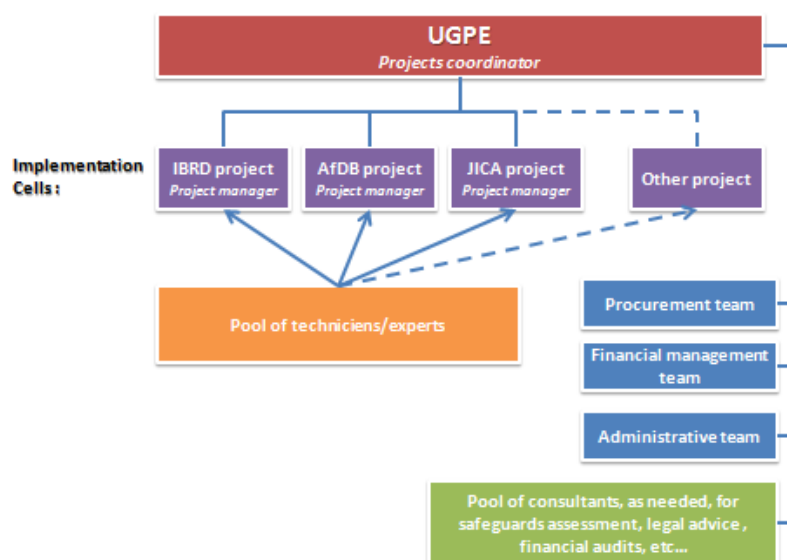 UGPE
Projects coordinator
Implementation
Cells :
IBRD project
Project manager
AfDB project
Project manager
JICA project
Project manager
Other project
Pool of techniciens/experts
Procurement team
Financial management
team
Administrative team
Pool of consultants, as needed, for
safeguards assessment, legal advice ,
financial audits, etc...